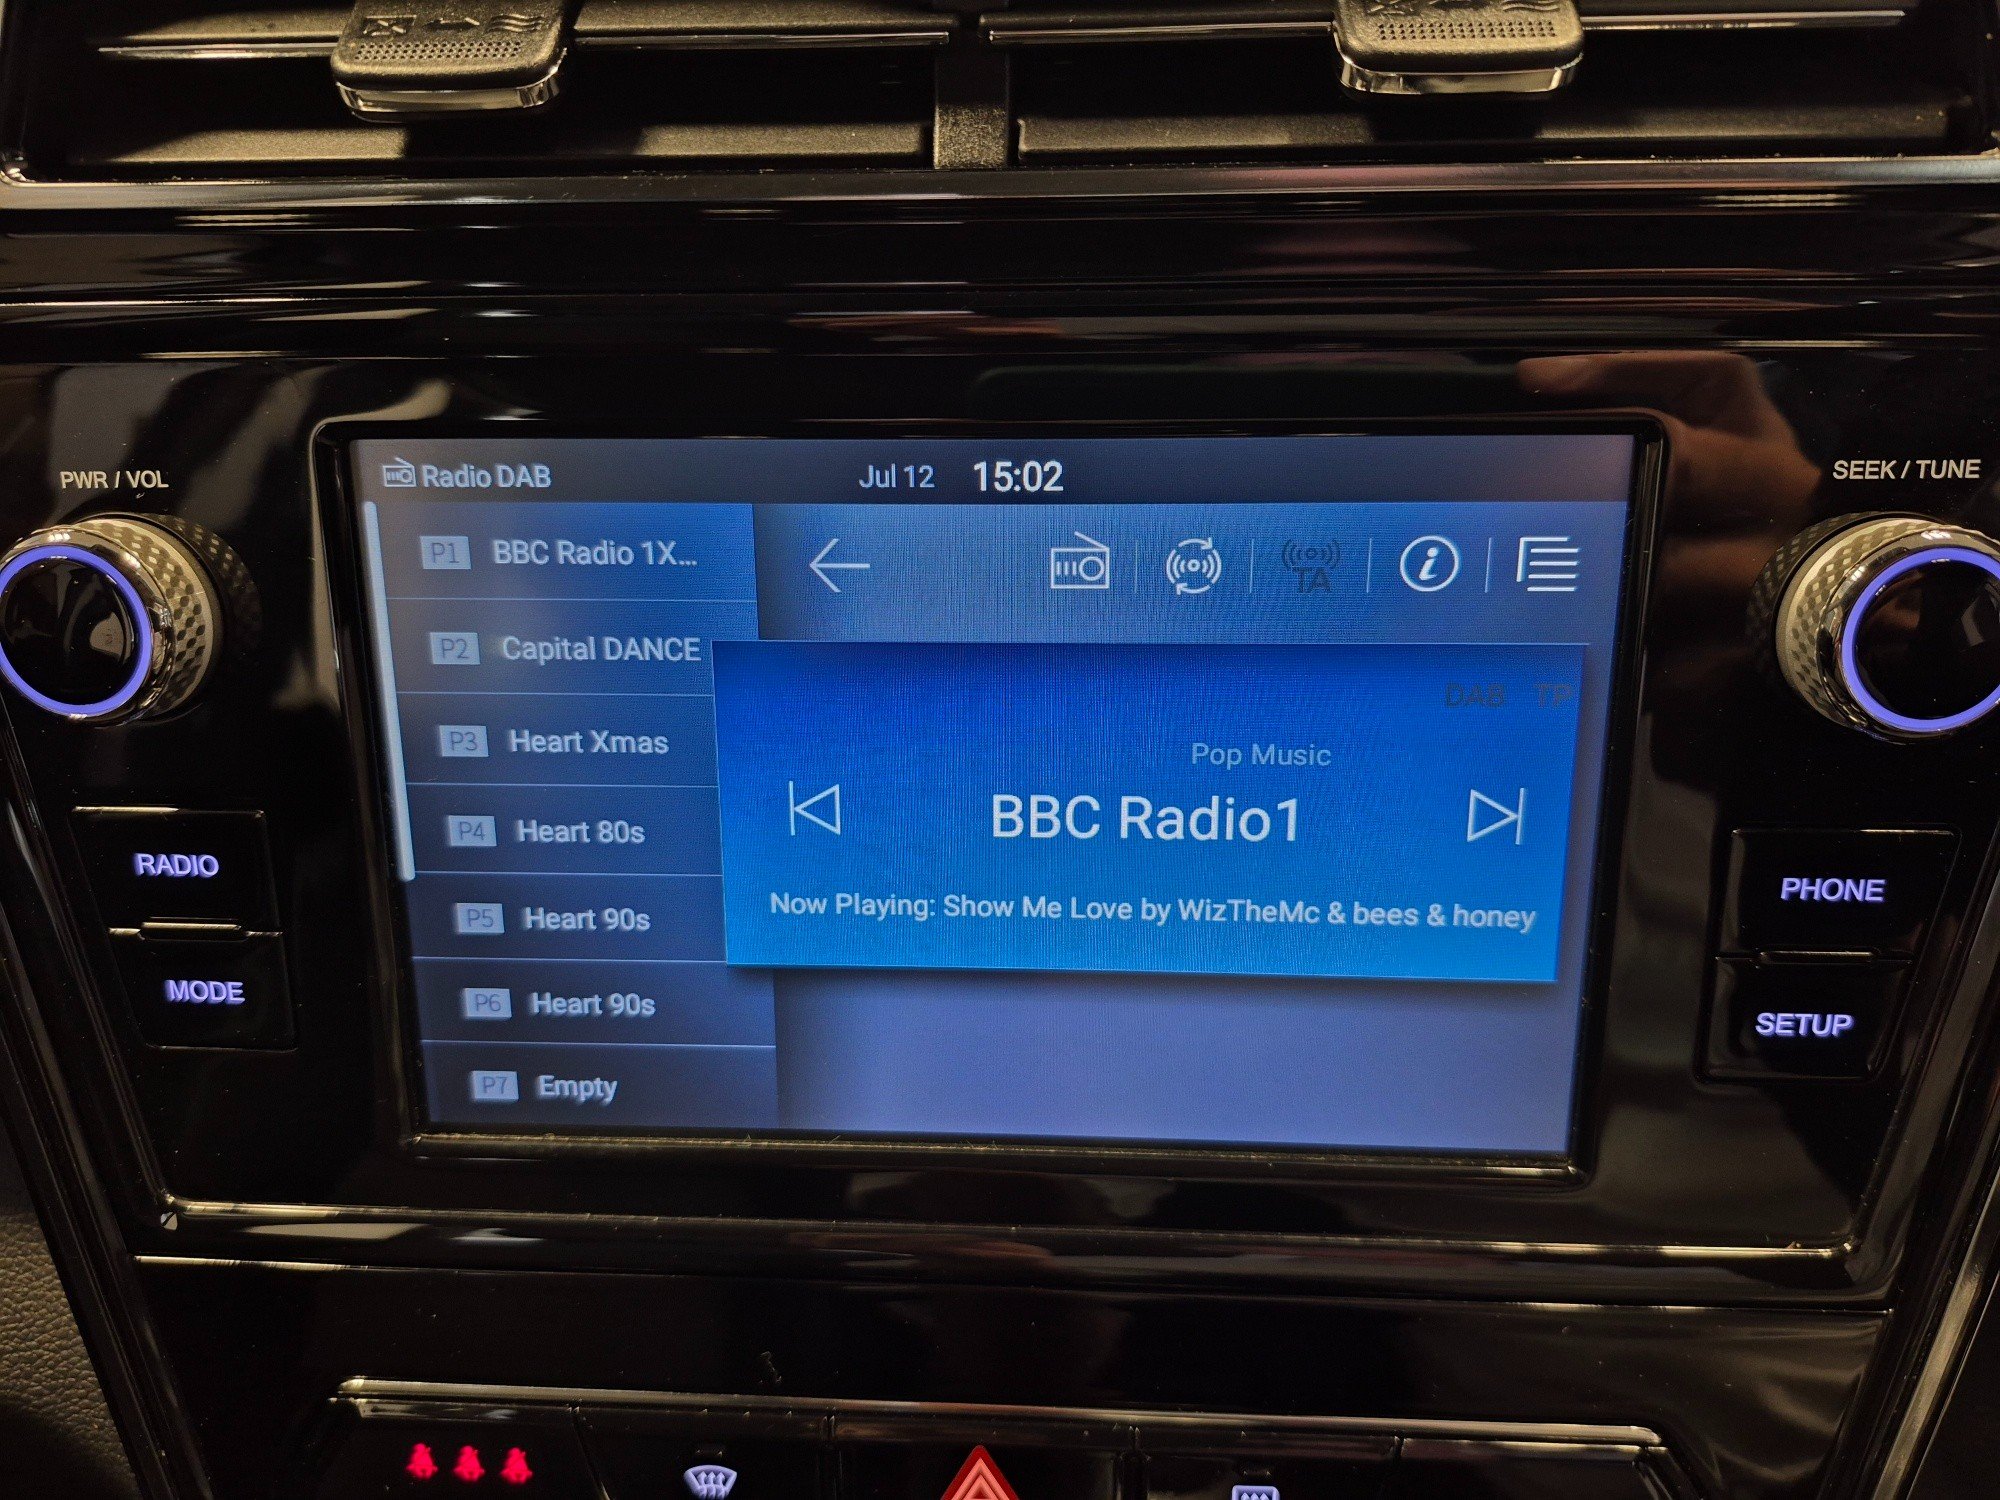 PWR / VOL
SEEK / TUNE
Radio DAB
Jul 12 15:02
P1 BBC Radio 1X...
TA
P2 Capital DANCE
DAB TP
P3 Heart Xmas
Pop Music
P4 Heart 80s
BBC Radio1
P5 Heart 90s
Now Playing: Show Me Love by WizTheMc & bees & honey
P6 Heart 90s
P7 Empty
RADIO
MODE
PHONE
SETUP